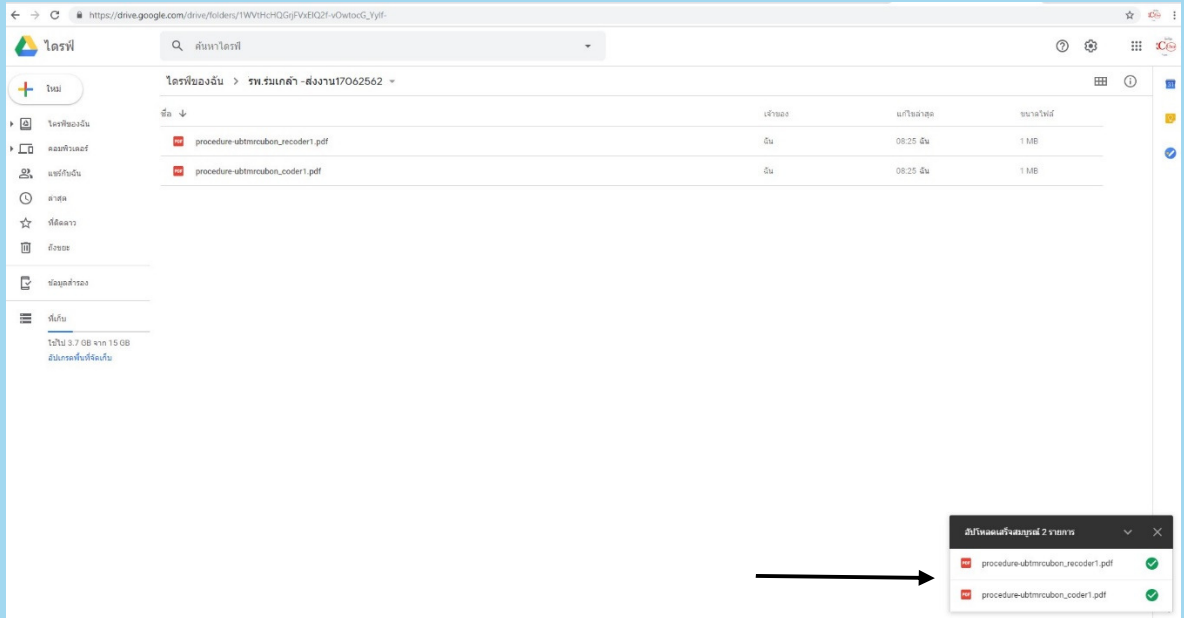 https://drive.google.com/drive/folders/1WVtHcHQGrjFVxEIQ2f-vOwtocG_Yylf-
ไดรฟ์
ค้นหาไดรฟ์
ใหม่
ไดรฟ์ของฉัน > รพ.ร่มเกล้า -ส่งงาน17062562
ชื่อ
เจ้าของ
แก้ไขล่าสุด
ขนาดไฟล์
PDF procedure-ubtmrcubon_recoder1.pdf ฉัน 08:25 ฉัน 1 MB
PDF procedure-ubtmrcubon_coder1.pdf ฉัน 08:25 ฉัน 1 MB
ไดรฟ์ของฉัน
คอมพิวเตอร์
แชร์กับฉัน
ล่าสุด
ที่ติดดาว
ถังขยะ
ข้อมูลสำรอง
ที่เก็บ
ใช้ไป 3.7 GB จาก 15 GB
อัปเกรดพื้นที่จัดเก็บ
อัปโหลดเสร็จสมบูรณ์ 2 รายการ
PDF procedure-ubtmrcubon_recoder1.pdf
PDF procedure-ubtmrcubon_coder1.pdf